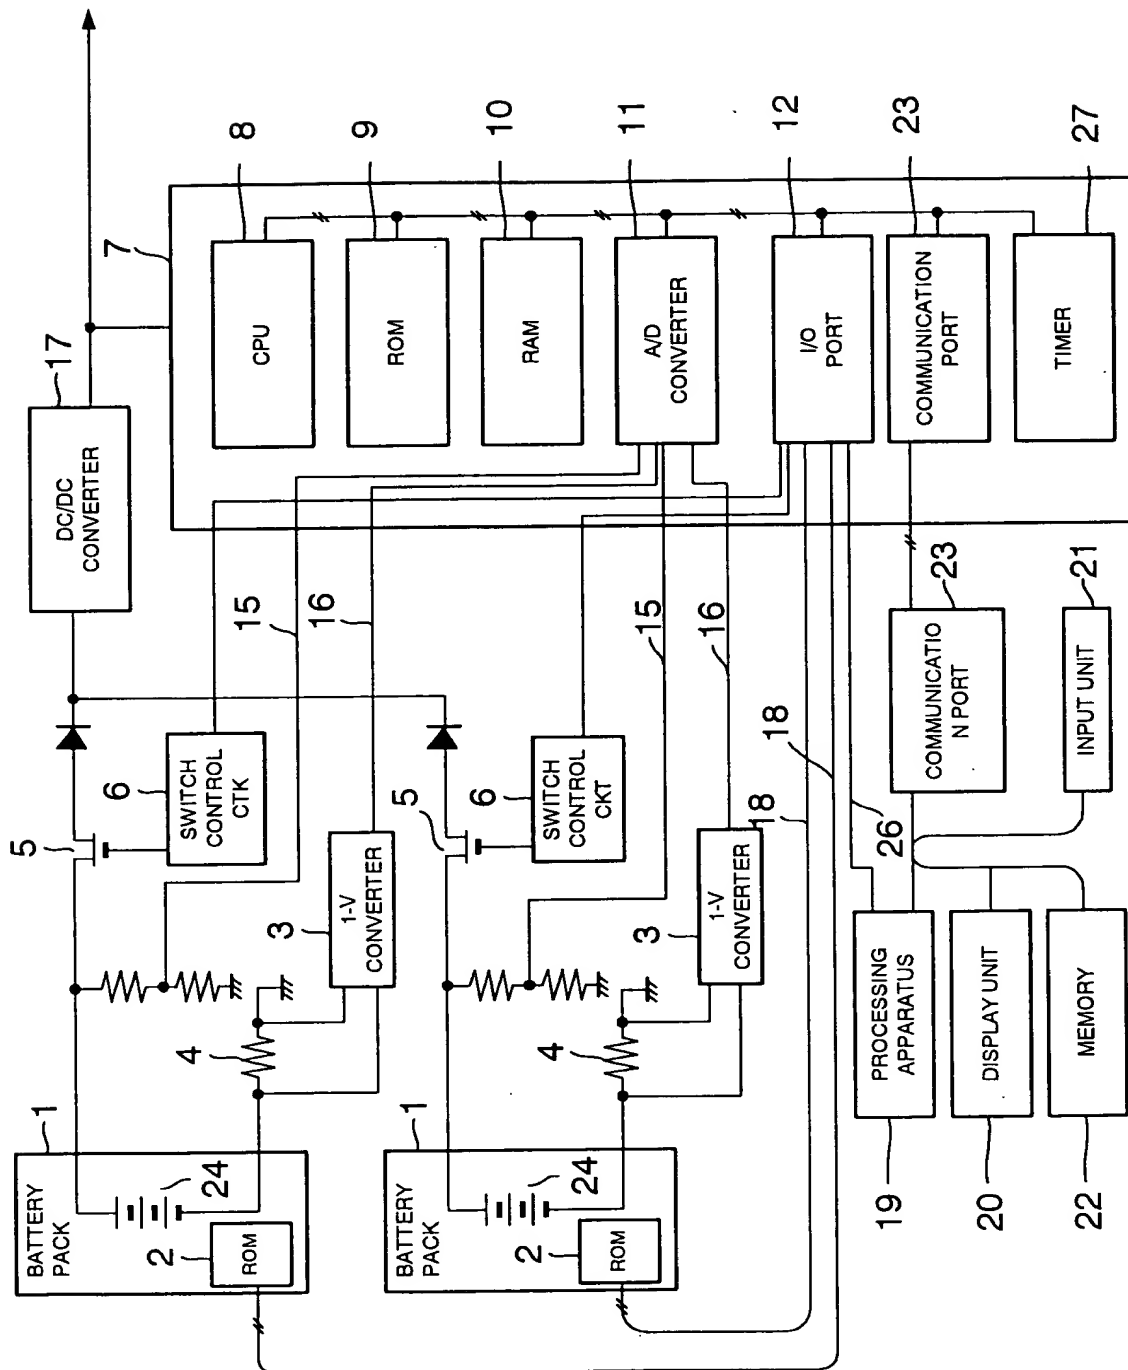 BATTERY
PACK
1
24
2
ROM
4
3
1-V
CONVERTER
5
6
SWITCH
CONTROL
CTK
15
16
DC/DC
CONVERTER
17
BATTERY
PACK
1
24
2
ROM
4
3
1-V
CONVERTER
5
6
SWITCH
CONTROL
CKT
15
16
18
18
26
7
CPU
8
ROM
9
RAM
10
A/D
CONVERTER
11
I/O
PORT
12
COMMUNICATION
PORT
23
TIMER
27
PROCESSING
APPARATUS
19
DISPLAY UNIT
20
MEMORY
22
COMMUNICATIO
N PORT
23
INPUT UNIT
21